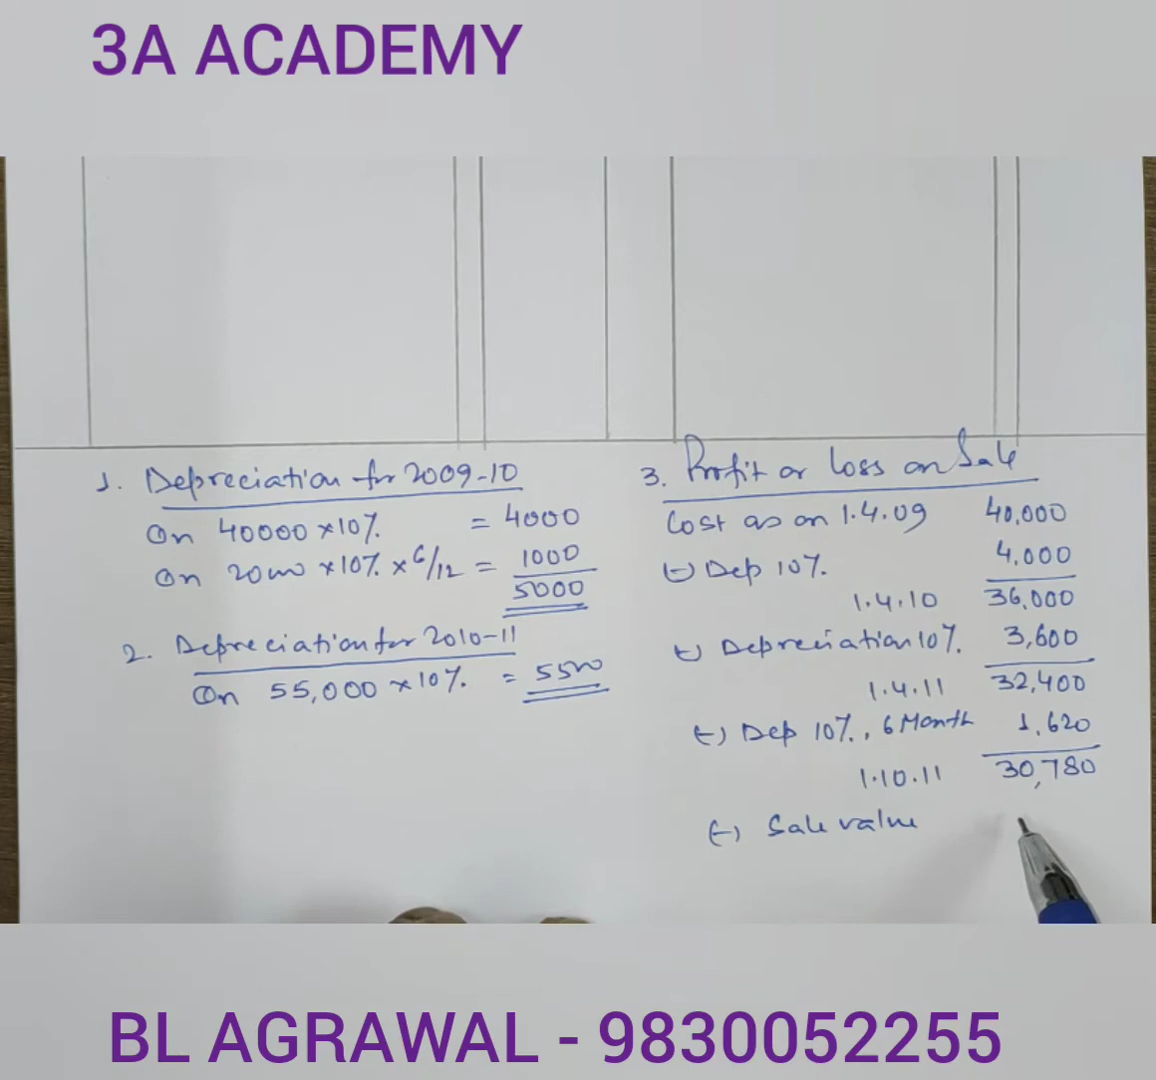 3A ACADEMY
1. Depreciation for 2009-10
On 40000 × 10% = 4000
On 20000 × 10% × 6/12 = 1000
5000
2. Depreciation for 2010-11
On 55,000 × 10% = 5500
3. Profit or Loss on Sale
Cost as on 1.4.09 40,000
(-) Dep 10% 4,000
1.4.10 36,000
(-) Depreciation 10% 3,600
1.4.11 32,400
(-) Dep 10%, 6 Month 1,620
1.10.11 30,780
(-) Sale value
BL AGRAWAL - 9830052255